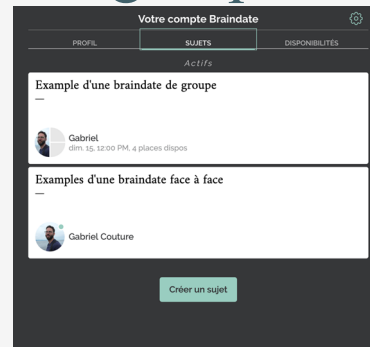 Votre compte Braindate
PROFIL
SUJETS
DISPONIBILITÉS
Actifs
Example d'une braindate de groupe
Gabriel
dim. 15, 12:00 PM, 4 places dispos
Examples d'une braindate face à face
Gabriel Couture
Créer un sujet